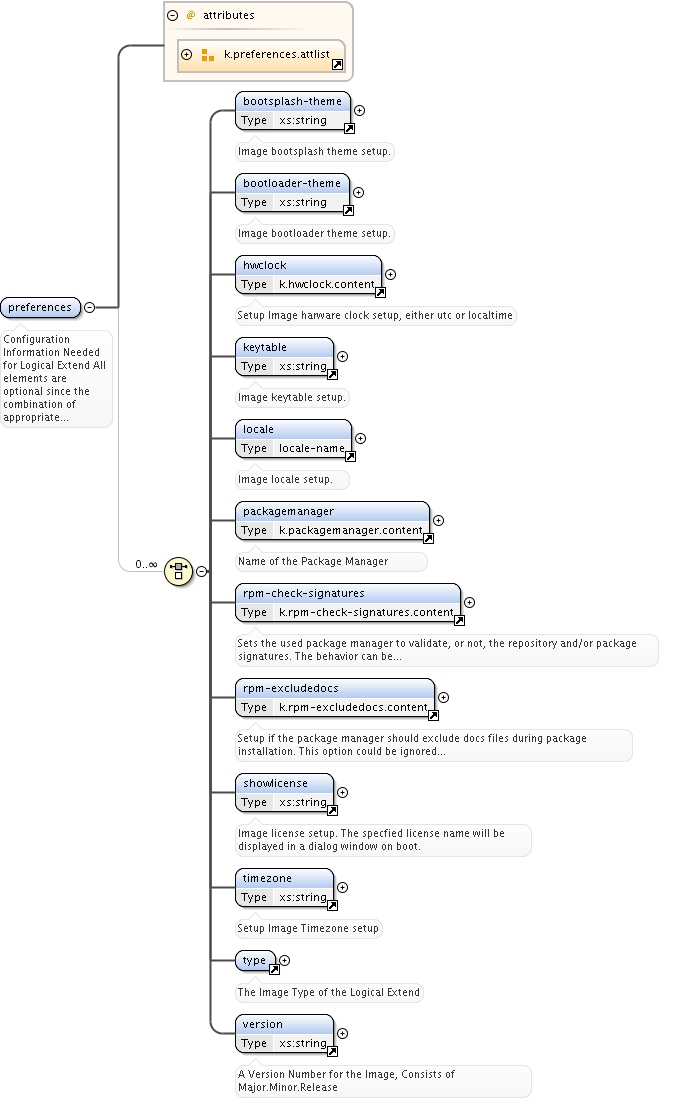 @ attributes
k.preferences.attlist
bootsplash-theme
Type xs:string
Image bootsplash theme setup.
bootloader-theme
Type xs:string
Image bootloader theme setup.
hwclock
Type k.hwclock.content
Setup Image harware clock setup, either utc or localtime
preferences
Configuration
Information Needed
for Logical Extend All
elements are
optional since the
combination of
appropriate...
keytable
Type xs:string
Image keytable setup.
locale
Type locale-name
Image locale setup.
packagemanager
Type k.packagemanager.content
Name of the Package Manager
0..∞
rpm-check-signatures
Type k.rpm-check-signatures.content
Sets the used package manager to validate, or not, the repository and/or package
signatures. The behavior can be...
rpm-excludedocs
Type k.rpm-excludedocs.content
Setup if the package manager should exclude docs files during package
installation. This option could be ignored...
showlicense
Type xs:string
Image license setup. The specfied license name will be
displayed in a dialog window on boot.
timezone
Type xs:string
Setup Image Timezone setup
type
The Image Type of the Logical Extend
version
Type xs:string
A Version Number for the Image, Consists of
Major.Minor.Release